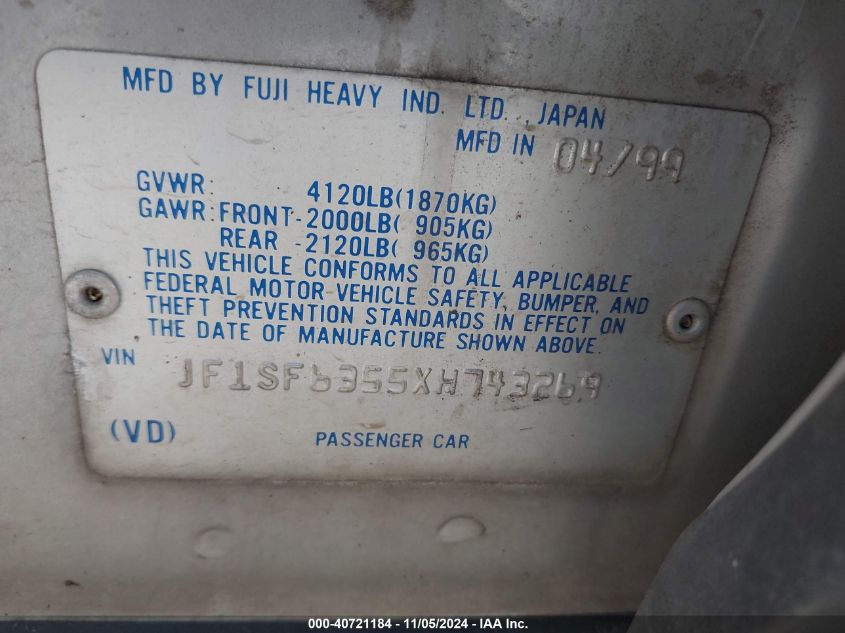 MFD BY FUJI HEAVY IND. LTD., JAPAN
MFD IN 04/99
GVWR: 4120LB(1870KG)
GAWR:FRONT-2000LB( 905KG)
REAR -2120LB( 965KG)
THIS VEHICLE CONFORMS TO ALL APPLICABLE
FEDERAL MOTOR VEHICLE SAFETY, BUMPER, AND
THEFT PREVENTION STANDARDS IN EFFECT ON
THE DATE OF MANUFACTURE SHOWN ABOVE.
VIN JF1SF6355XH743269
(VD) PASSENGER CAR
000-40721184 - 11/05/2024 - IAA Inc.